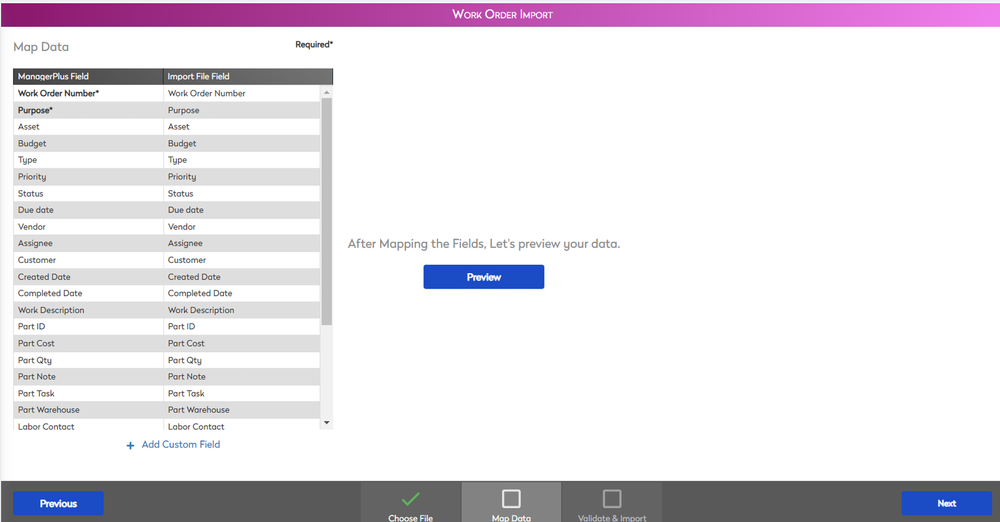 Work Order Import
Map Data
Required*
ManagerPlus Field Import File Field
Work Order Number* Work Order Number
Purpose* Purpose
Asset Asset
Budget Budget
Type Type
Priority Priority
Status Status
Due date Due date
Vendor Vendor
Assignee Assignee
Customer Customer
Created Date Created Date
Completed Date Completed Date
Work Description Work Description
Part ID Part ID
Part Cost Part Cost
Part Qty Part Qty
Part Note Part Note
Part Task Part Task
Part Warehouse Part Warehouse
Labor Contact Labor Contact
+ Add Custom Field
After Mapping the Fields, Let's preview your data.
Preview
Previous
Choose File
Map Data
Validate & Import
Next